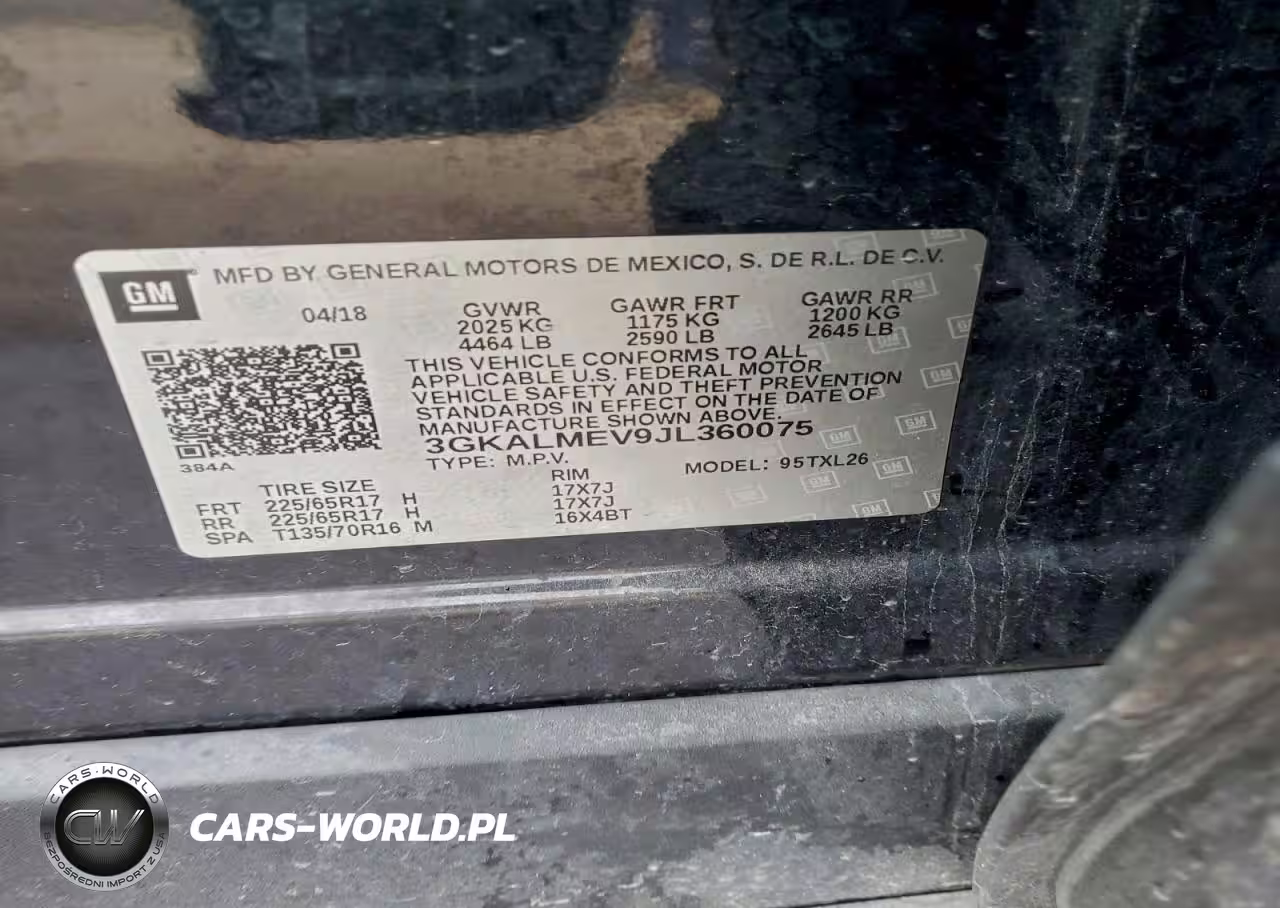 GM
MFD BY GENERAL MOTORS DE MEXICO, S. DE R.L. DE C.V.
04/18 GVWR GAWR FRT GAWR RR
2025 KG 1175 KG 1200 KG
4464 LB 2590 LB 2645 LB
THIS VEHICLE CONFORMS TO ALL
APPLICABLE U.S. FEDERAL MOTOR
VEHICLE SAFETY AND THEFT PREVENTION
STANDARDS IN EFFECT ON THE DATE OF
MANUFACTURE SHOWN ABOVE.
3GKALMEV9JL360075
384A
TYPE: M.P.V. MODEL: 95TXL26
TIRE SIZE RIM
FRT 225/65R17 H 17X7J
RR 225/65R17 H 17X7J
SPA T135/70R16 M 16X4BT
CARS-WORLD
CW
BEZPOŚREDNI IMPORT Z USA
CARS-WORLD.PL